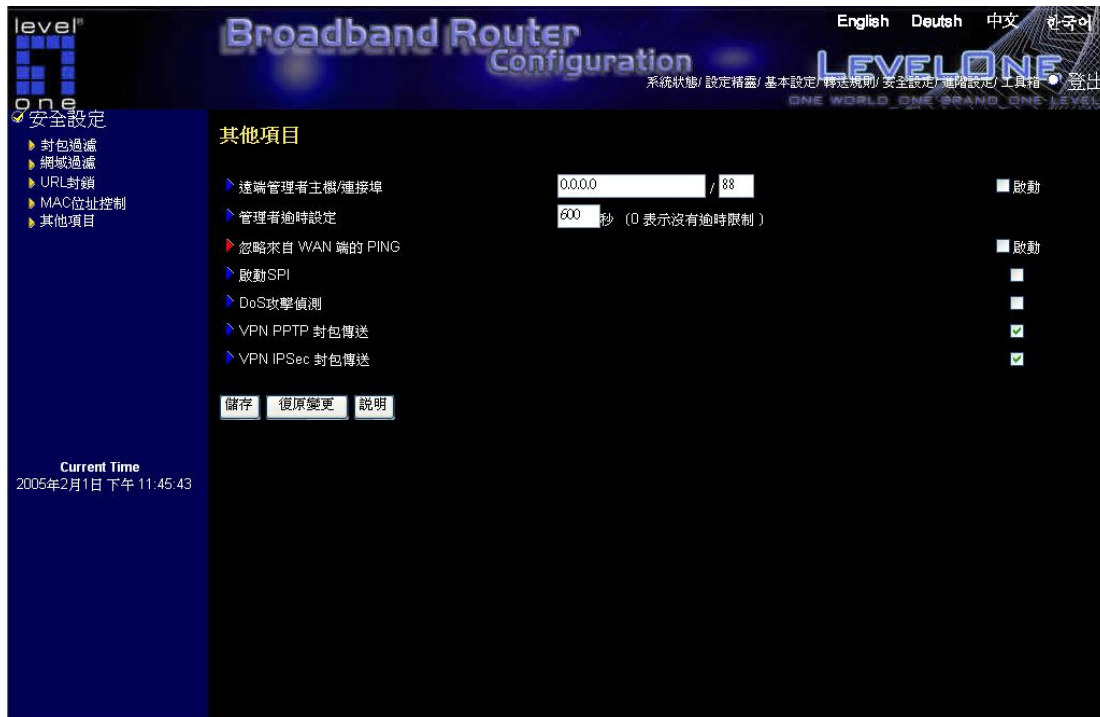 level®
one
Broadband Router
Configuration
English Deutsh 中文 한국어
LEVELONE
系統狀態/ 設定精靈/ 基本設定/ 轉送規則/ 安全設定/ 進階設定/ 工具箱 登出
ONE WORLD_ONE BRAND_ONE LEVEL
安全設定
封包過濾
網域過濾
URL封鎖
MAC位址控制
其他項目
Current Time
2005年2月1日 下午 11:45:43
其他項目
遠端管理者主機/連接埠 0.0.0.0 / 88 啟動
管理者逾時設定 600 秒 (0 表示沒有逾時限制 )
忽略來自 WAN 端的 PING 啟動
啟動SPI
DoS攻擊偵測
VPN PPTP 封包傳送
VPN IPSec 封包傳送
儲存 復原變更 說明